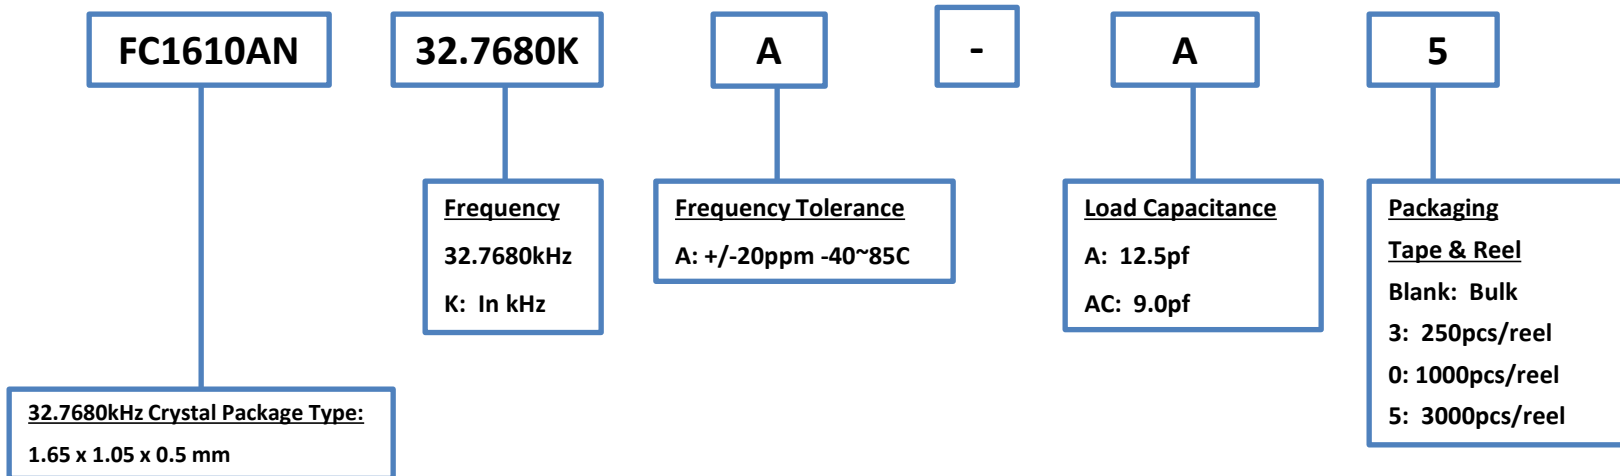 FC1610AN 32.7680K A - A 5
Frequency
32.7680kHz
K: In kHz
Frequency Tolerance
A: +/-20ppm -40~85C
Load Capacitance
A: 12.5pf
AC: 9.0pf
Packaging
Tape & Reel
Blank: Bulk
3: 250pcs/reel
0: 1000pcs/reel
5: 3000pcs/reel
32.7680kHz Crystal Package Type:
1.65 x 1.05 x 0.5 mm